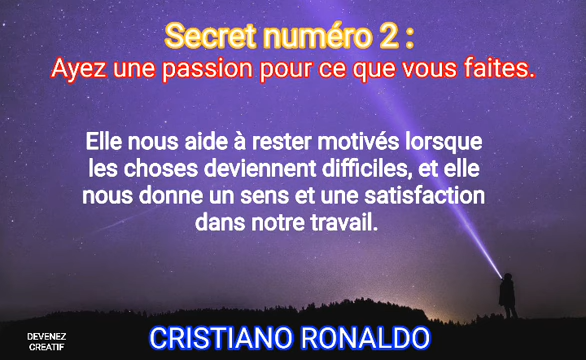 Secret numéro 2 :
Ayez une passion pour ce que vous faites.
Elle nous aide à rester motivés lorsque
les choses deviennent difficiles, et elle
nous donne un sens et une satisfaction
dans notre travail.
DEVENEZ
CREATIF
CRISTIANO RONALDO